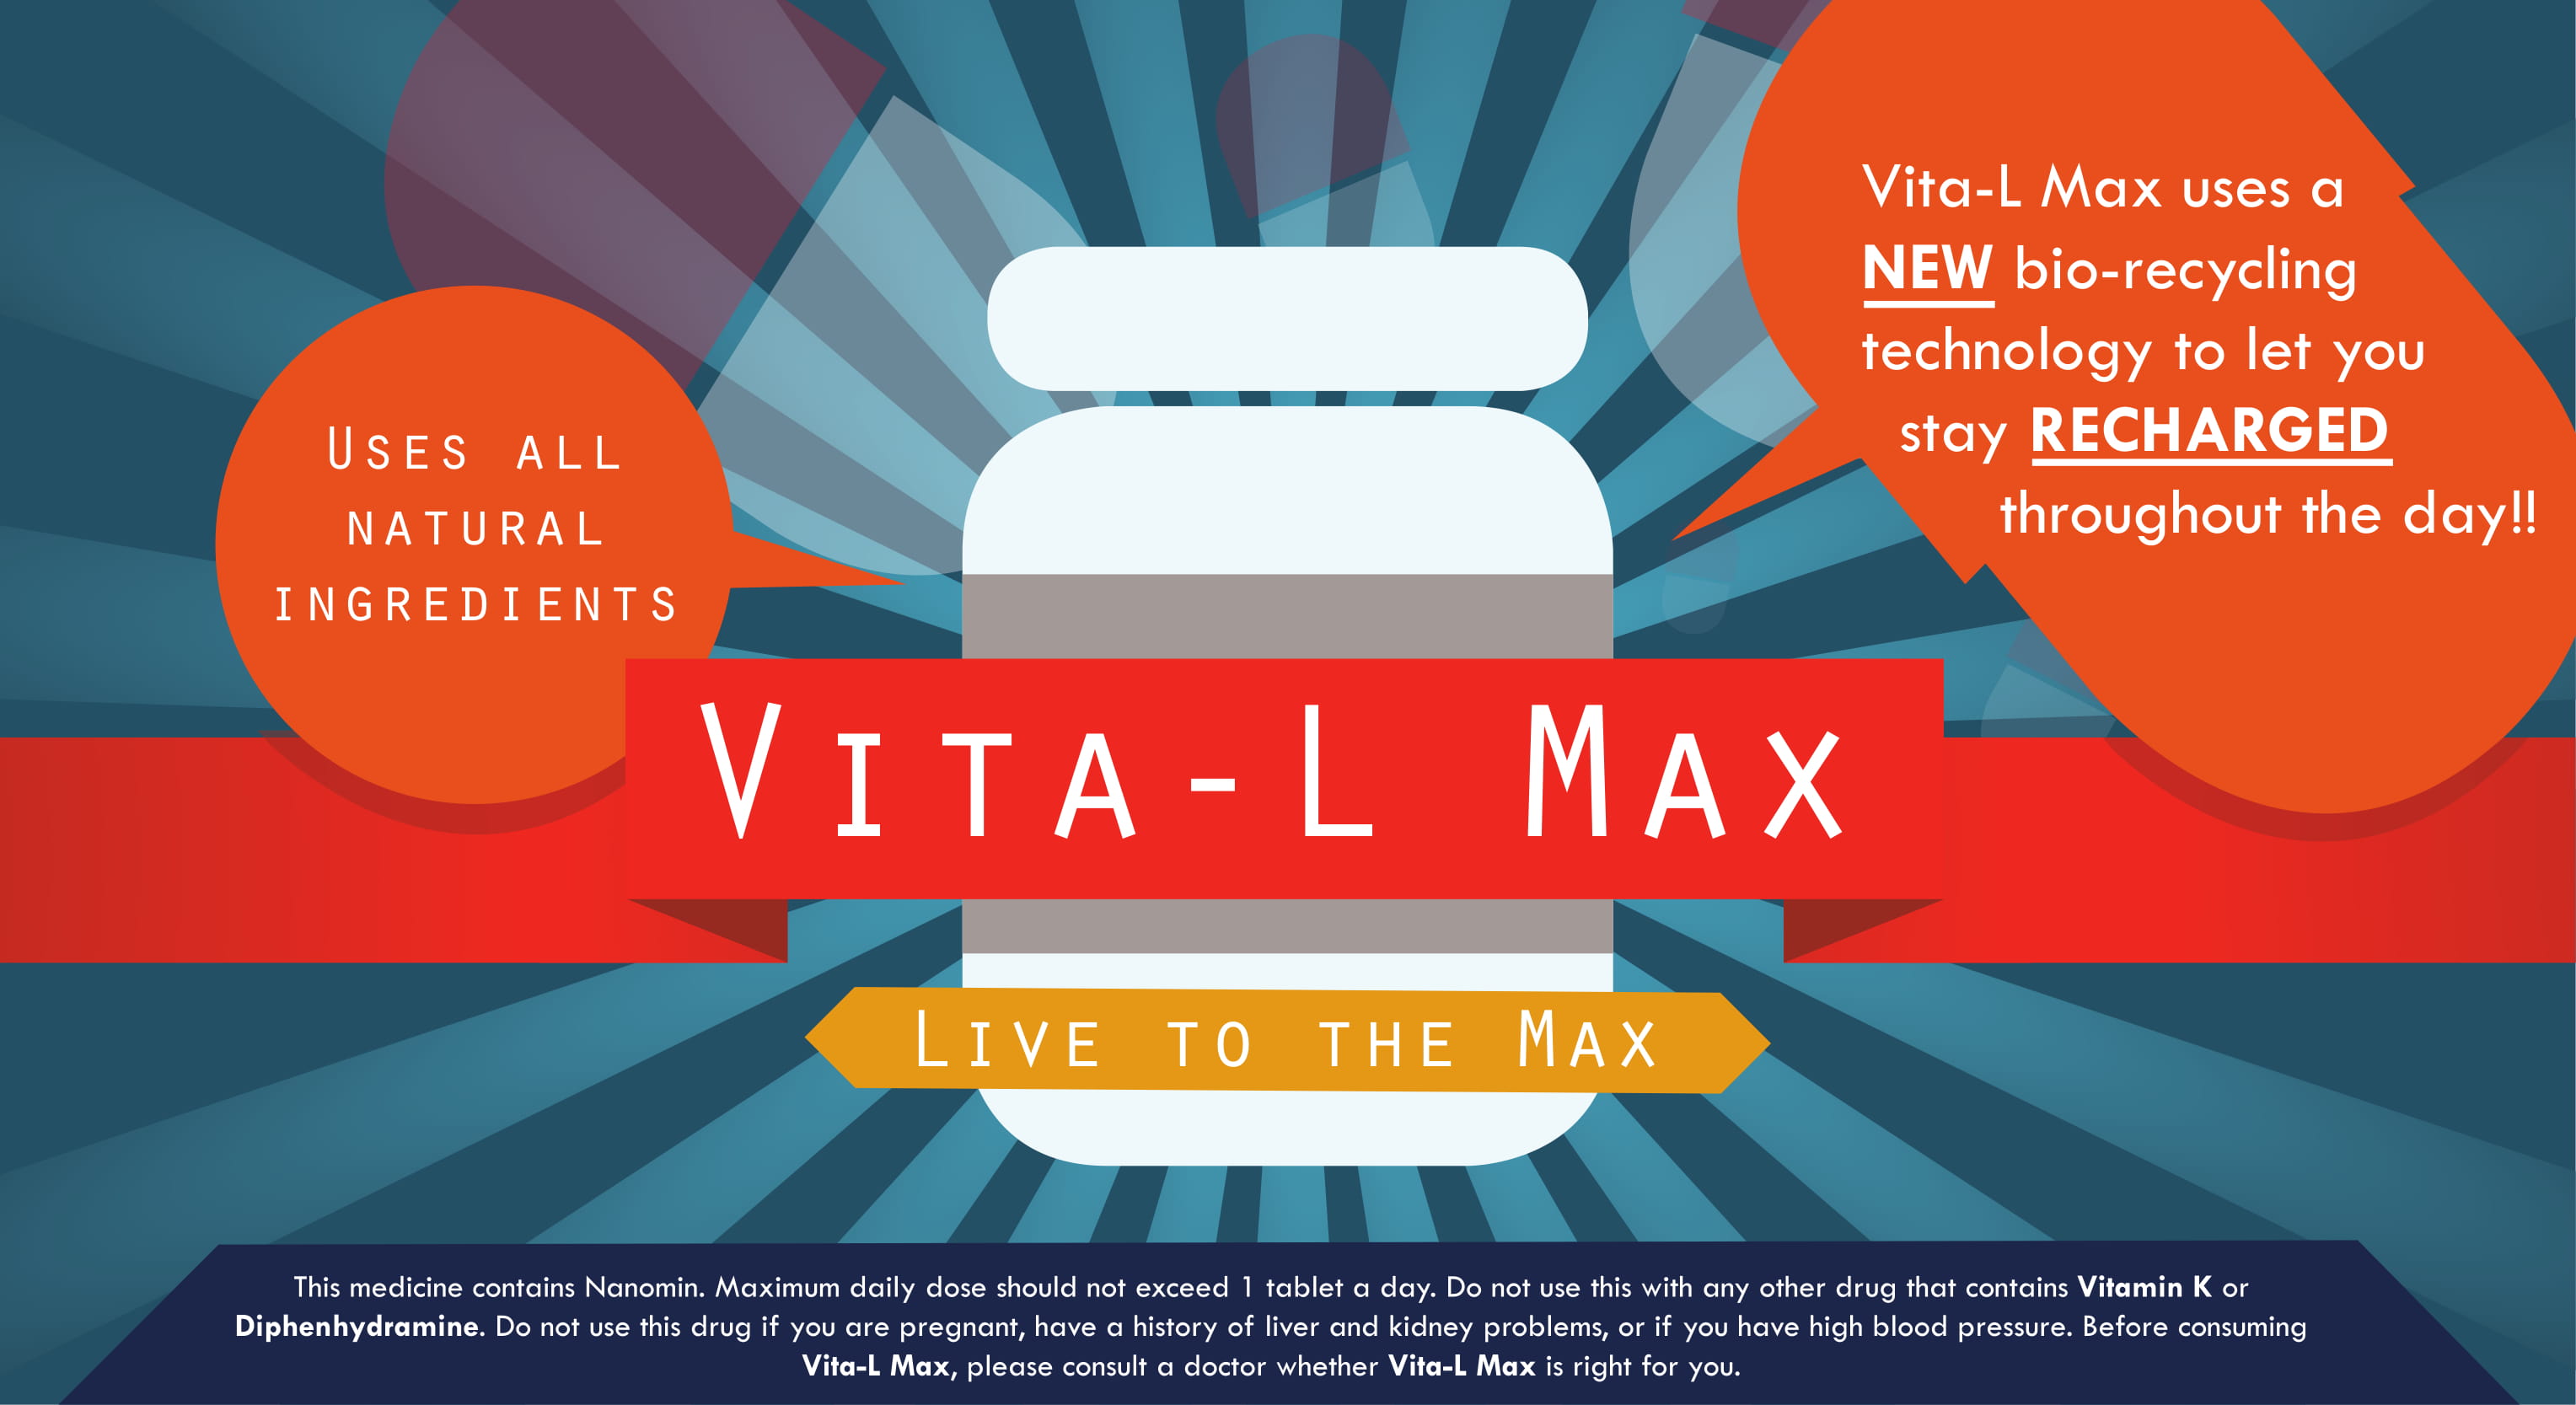 Uses all
natural
ingredients
Vita-L Max uses a
NEW bio-recycling
technology to let you
stay RECHARGED
throughout the day!!
Vita-L Max
Live to the Max
This medicine contains Nanomin. Maximum daily dose should not exceed 1 tablet a day. Do not use this with any other drug that contains Vitamin K or
Diphenhydramine. Do not use this drug if you are pregnant, have a history of liver and kidney problems, or if you have high blood pressure. Before consuming
Vita-L Max, please consult a doctor whether Vita-L Max is right for you.